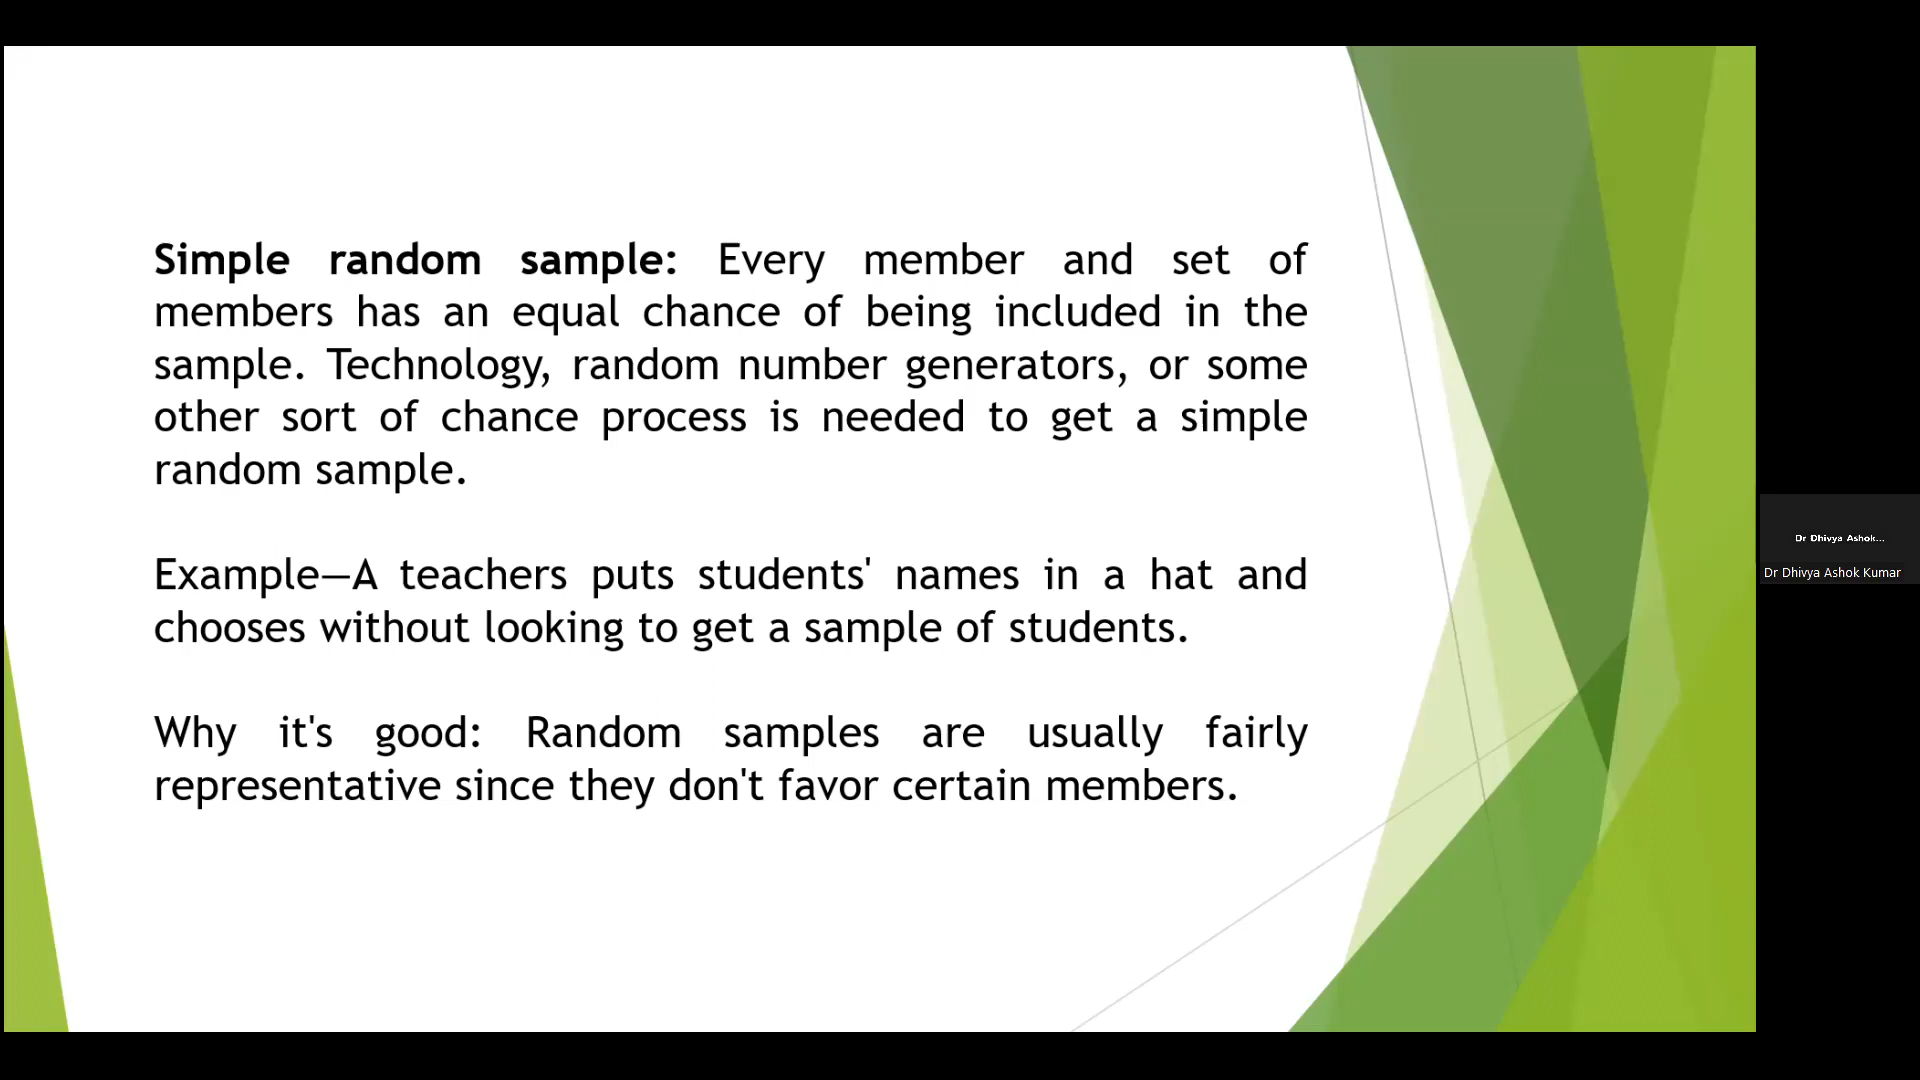 Simple random sample: Every member and set of
members has an equal chance of being included in the
sample. Technology, random number generators, or some
other sort of chance process is needed to get a simple
random sample.
Example—A teachers puts students' names in a hat and
chooses without looking to get a sample of students.
Why it's good: Random samples are usually fairly
representative since they don't favor certain members.
Dr Dhivya Ashok...
Dr Dhivya Ashok Kumar